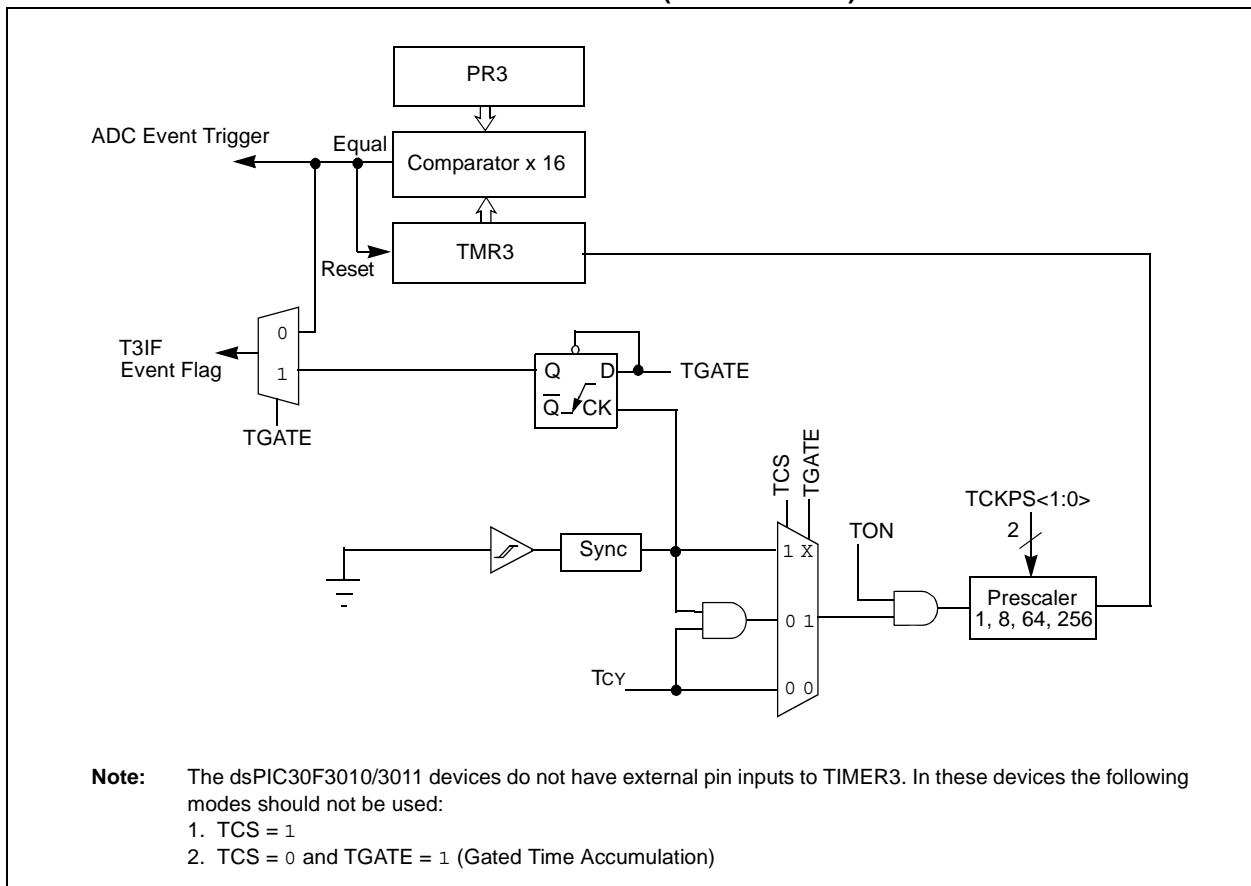 PR3
ADC Event Trigger
Equal
Comparator x 16
TMR3
Reset
0
T3IF
Event Flag
1
TGATE
Q D
Q CK
TGATE
TCS
TGATE
TCKPS<1:0>
2
TON
Sync
1 X
Prescaler
1, 8, 64, 256
0 1
TCY
0 0
Note: The dsPIC30F3010/3011 devices do not have external pin inputs to TIMER3. In these devices the following
modes should not be used:
1. TCS = 1
2. TCS = 0 and TGATE = 1 (Gated Time Accumulation)